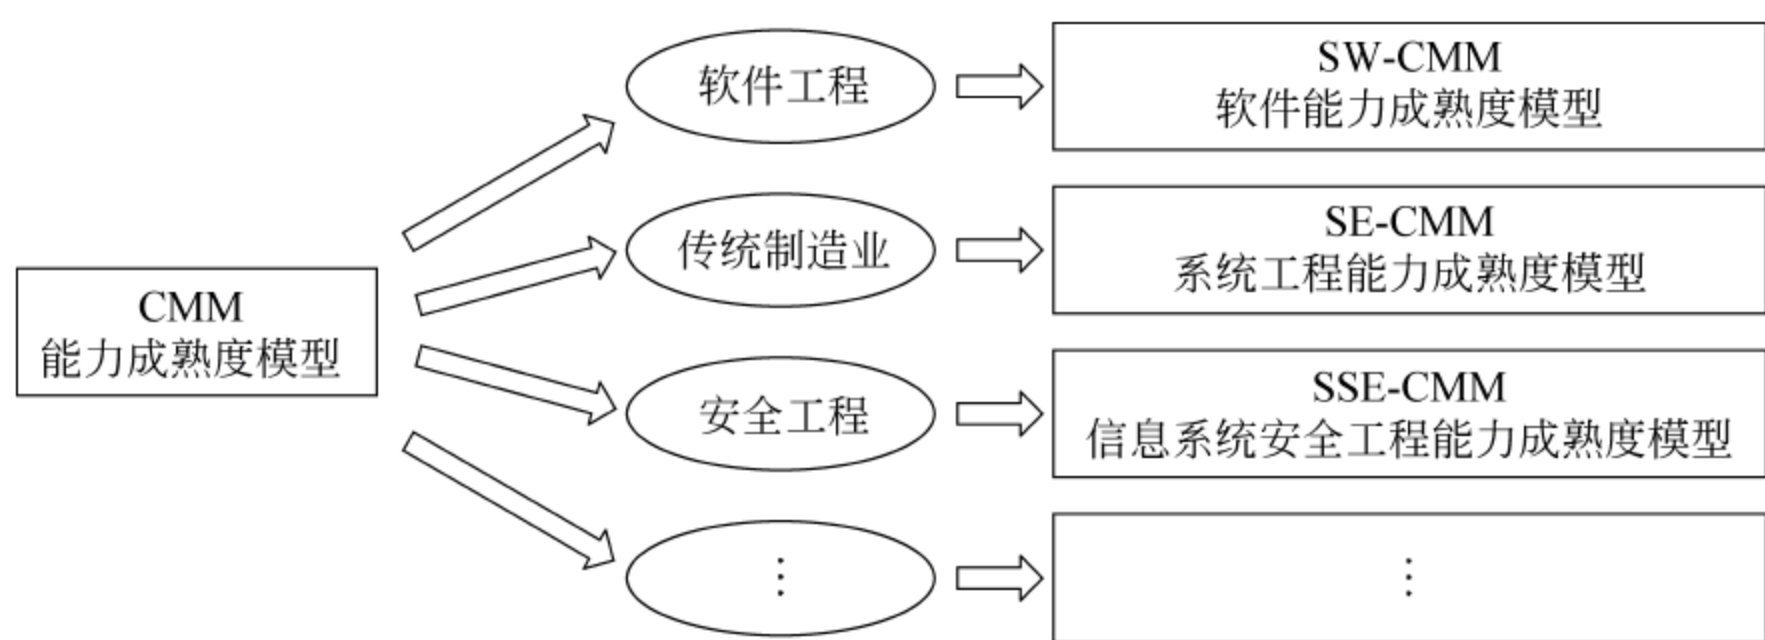 CMM
能力成熟度模型
软件工程
SW-CMM
软件能力成熟度模型
传统制造业
SE-CMM
系统工程能力成熟度模型
安全工程
SSE-CMM
信息系统安全工程能力成熟度模型
⋮
⋮